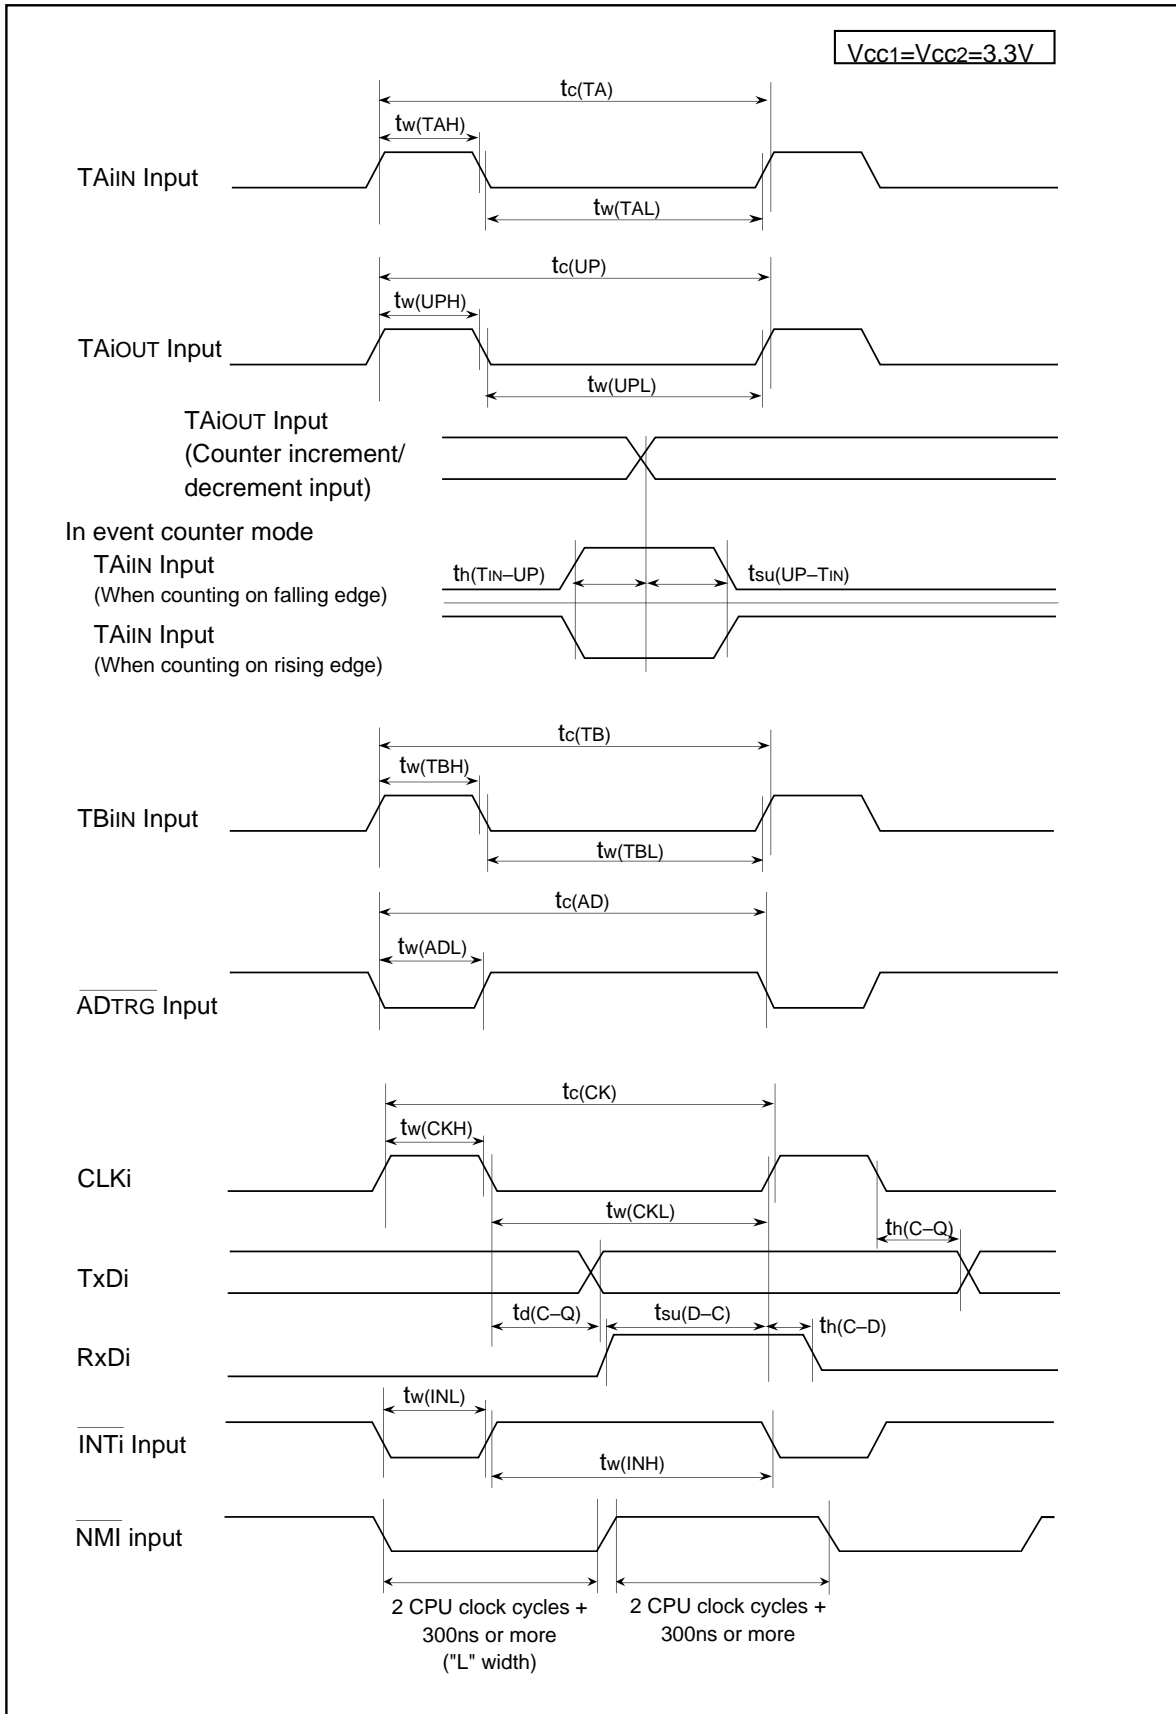 Vcc1=Vcc2=3.3V
tc(TA)
tw(TAH)
TAiIN Input
tw(TAL)
tc(UP)
tw(UPH)
TAiOUT Input
tw(UPL)
TAiOUT Input
(Counter increment/
decrement input)
In event counter mode
TAiIN Input
(When counting on falling edge)
th(TIN–UP)
tsu(UP–TIN)
TAiIN Input
(When counting on rising edge)
tc(TB)
tw(TBH)
TBiIN Input
tw(TBL)
tc(AD)
tw(ADL)
ADTRG Input
tc(CK)
tw(CKH)
CLKi
tw(CKL)
th(C–Q)
TxDi
td(C–Q)
tsu(D–C)
th(C–D)
RxDi
tw(INL)
INTi Input
tw(INH)
NMI input
2 CPU clock cycles +
300ns or more
("L" width)
2 CPU clock cycles +
300ns or more